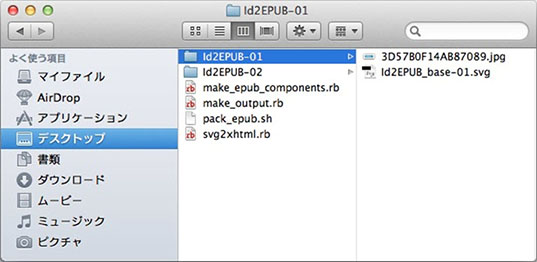 Id2EPUB-01
よく使う項目
マイファイル
AirDrop
アプリケーション
デスクトップ
書類
ダウンロード
ムービー
ミュージック
ピクチャ
Id2EPUB-01
Id2EPUB-02
make_epub_components.rb
make_output.rb
pack_epub.sh
svg2xhtml.rb
3D57B0F14AB87089.jpg
Id2EPUB_base-01.svg